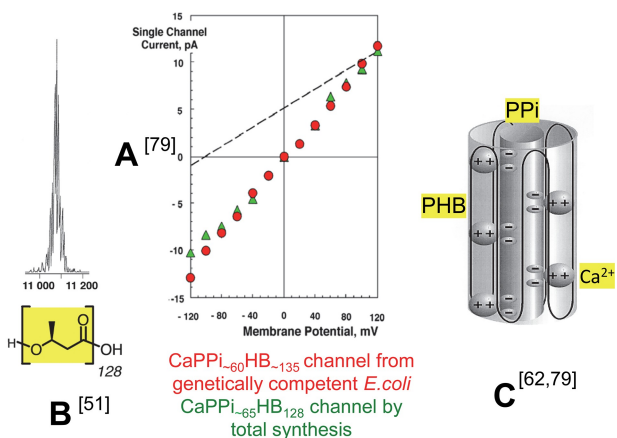 Single Channel
Current, pA
15
10
5
0
- 5
-10
-15
- 120
- 80
- 40
0
40
80
120
Membrane Potential, mV
A [79]
11 000
11 200
H
O
O
OH
128
B [51]
CaPPi~60HB~135 channel from
genetically competent E.coli
CaPPi~65HB128 channel by
total synthesis
PPi
PHB
Ca2+
++
++
++
++
++
-
-
-
-
-
-
-
-
-
-
C [62,79]